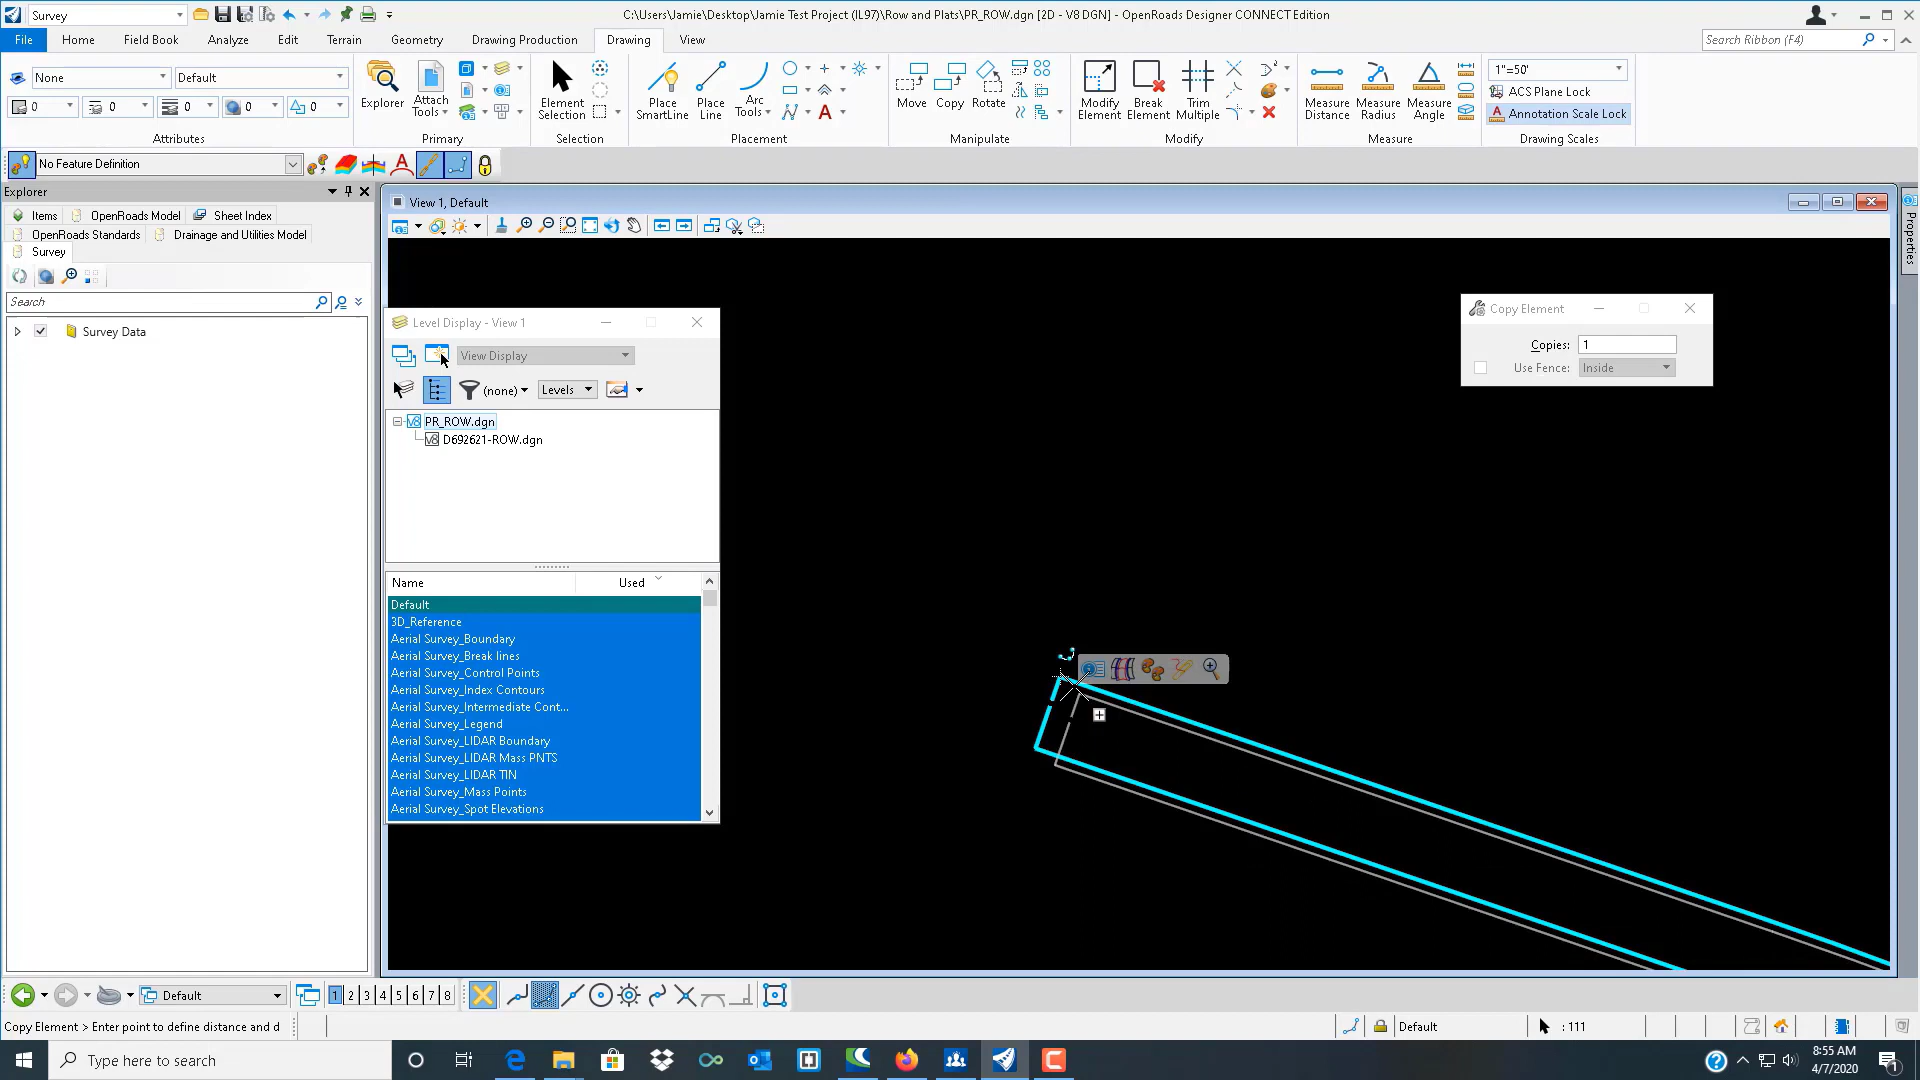 Survey
C:\Users\Jamie\Desktop\Jamie Test Project (IL97)\Row and Plats\PR_ROW.dgn [2D - V8 DGN] - OpenRoads Designer CONNECT Edition
File Home Field Book Analyze Edit Terrain Geometry Drawing Production Drawing View
Search Ribbon (F4)
None Default
0 0 0 0 0
Attributes
Explorer
Attach Tools
Primary
Element Selection
Selection
Place SmartLine
Place Line
Arc Tools
Placement
Move Copy Rotate
Manipulate
Modify Element
Break Element
Trim Multiple
Modify
Measure Distance
Measure Radius
Measure Angle
Measure
1"=50'
ACS Plane Lock
Annotation Scale Lock
Drawing Scales
No Feature Definition
Explorer
Items OpenRoads Model Sheet Index
OpenRoads Standards Drainage and Utilities Model
Survey
Search
Survey Data
View 1, Default
Properties
Level Display - View 1
View Display
(none) Levels
PR_ROW.dgn
D692621-ROW.dgn
Name Used
Default
3D_Reference
Aerial Survey_Boundary
Aerial Survey_Break lines
Aerial Survey_Control Points
Aerial Survey_Index Contours
Aerial Survey_Intermediate Cont...
Aerial Survey_Legend
Aerial Survey_LIDAR Boundary
Aerial Survey_LIDAR Mass PNTS
Aerial Survey_LIDAR TIN
Aerial Survey_Mass Points
Aerial Survey_Spot Elevations
Copy Element
Copies: 1
Use Fence: Inside
Default
1 2 3 4 5 6 7 8
Copy Element > Enter point to define distance and d
Default
: 111
Type here to search
8:55 AM
4/7/2020
1